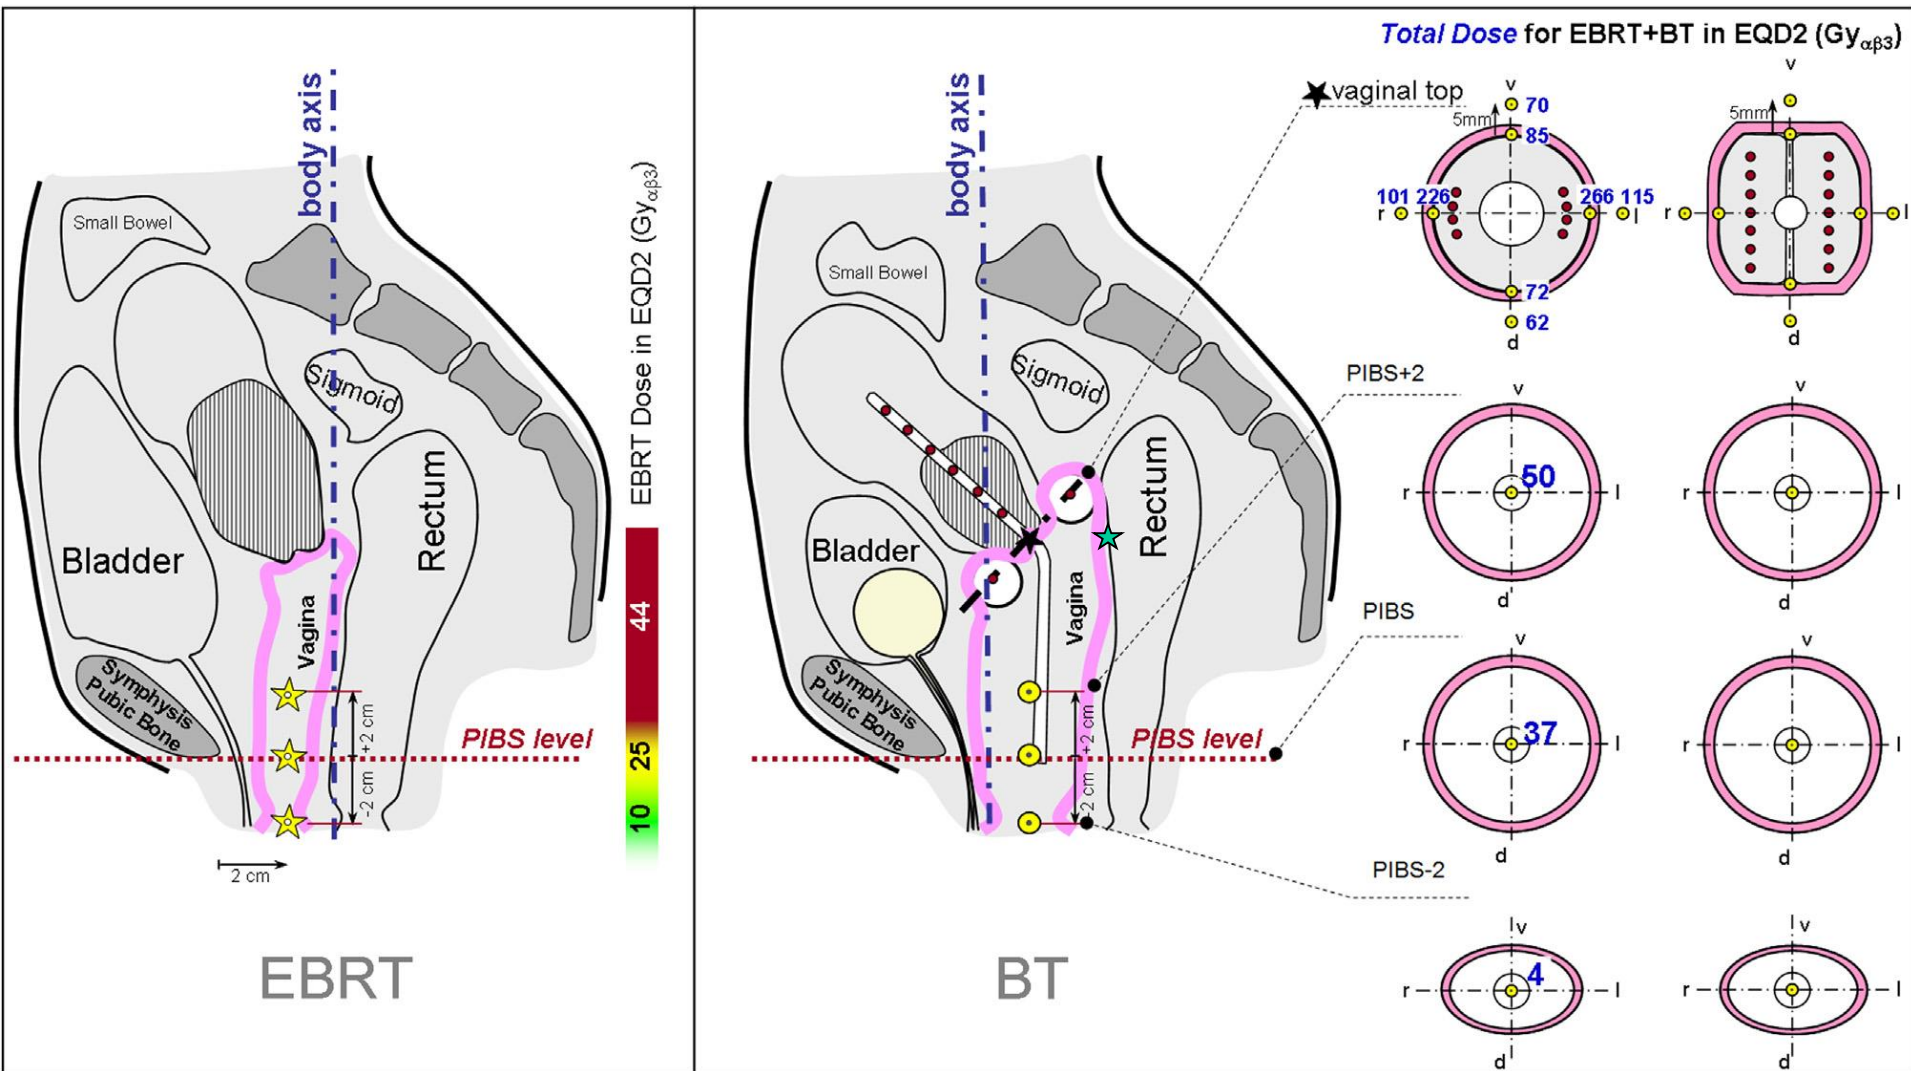 body axis
Small Bowel
Sigmoid
Rectum
Bladder
Vagina
Symphysis
Pubic Bone
+2 cm
-2 cm
PIBS level
2 cm
EBRT
EBRT Dose in EQD2 (Gyαβ3)
44
25
10
body axis
Small Bowel
Sigmoid
Rectum
Bladder
Vagina
Symphysis
Pubic Bone
+2 cm
-2 cm
PIBS level
BT
Total Dose for EBRT+BT in EQD2 (Gyαβ3)
vaginal top
v
70
5mm
85
101 226 266 115
r l
72
62
d
v
5mm
r l
d
PIBS+2
v
50
r l
d
v
r l
d
PIBS
v
37
r l
d
v
r l
d
PIBS-2
v
4
r l
d
v
r l
d